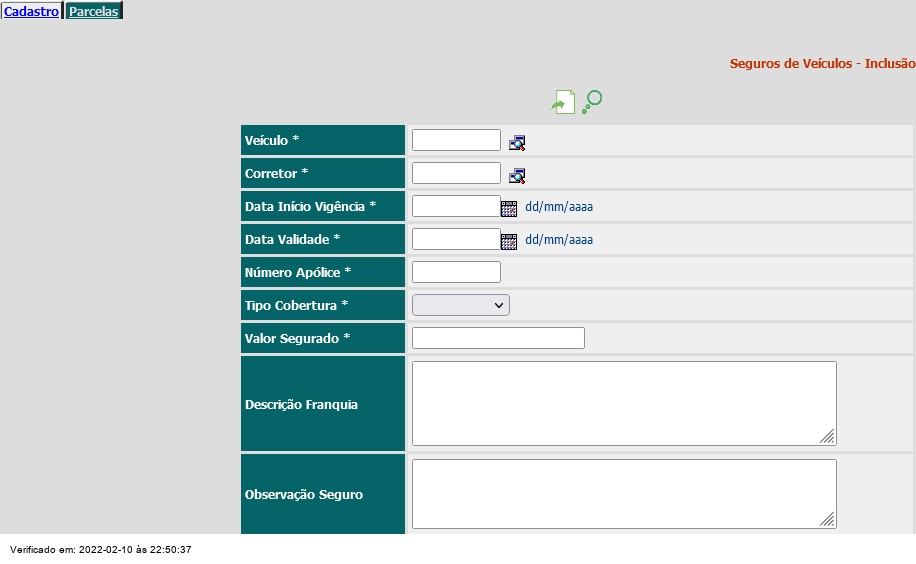 Cadastro Parcelas
Seguros de Veículos - Inclusão
Veículo *
Corretor *
Data Início Vigência * dd/mm/aaaa
Data Validade * dd/mm/aaaa
Número Apólice *
Tipo Cobertura *
Valor Segurado *
Descrição Franquia
Observação Seguro
Verificado em: 2022-02-10 às 22:50:37